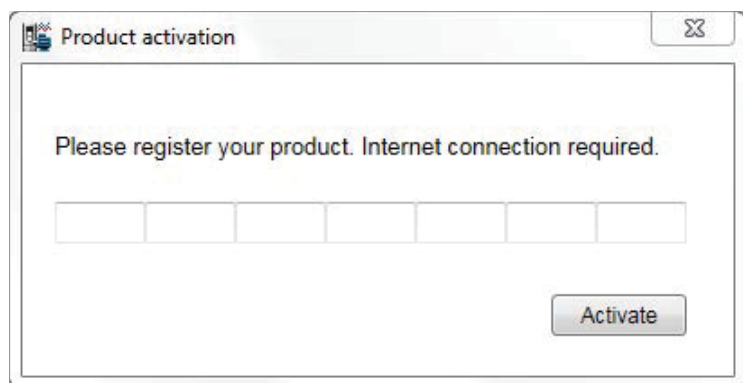 Product activation
Please register your product. Internet connection required.
Activate